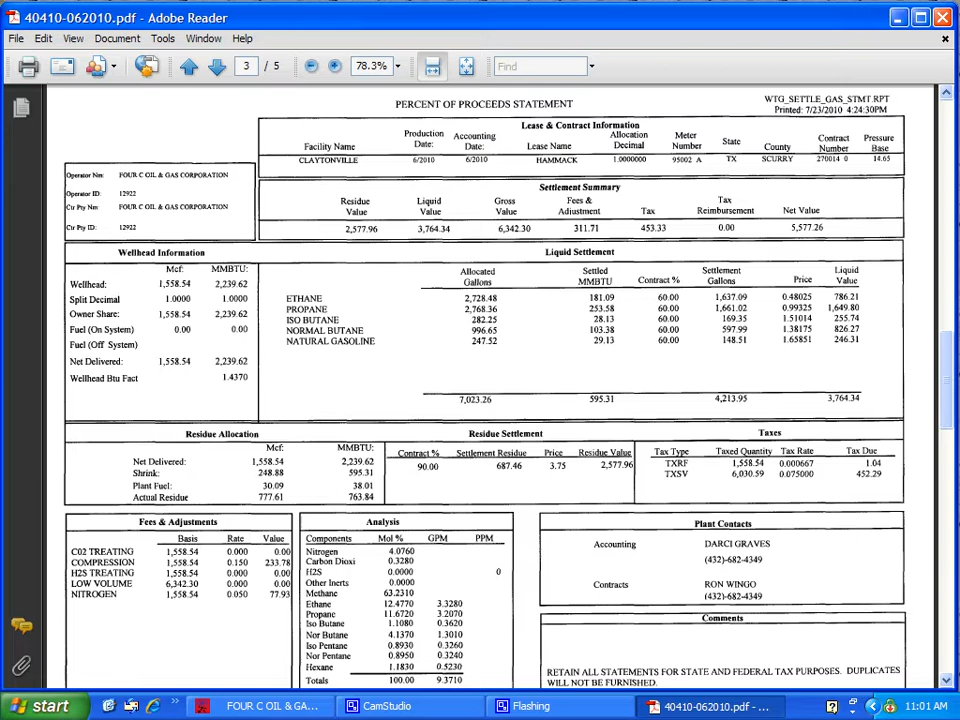 40410-062010.pdf - Adobe Reader
File Edit View Document Tools Window Help
3 / 5 78.3% Find
PERCENT OF PROCEEDS STATEMENT
WTG_SETTLE_GAS_STMT.RPT
Printed: 7/23/2010 4:24:30PM
Lease & Contract Information
Facility Name Production Date: Accounting Date: Lease Name Allocation Decimal Meter Number State County Contract Number Pressure Base
CLAYTONVILLE 6/2010 6/2010 HAMMACK 1.0000000 95002 A TX SCURRY 270014 0 14.65
Operator Nm: FOUR C OIL & GAS CORPORATION
Operator ID: 12922
Ctr Pty Nm: FOUR C OIL & GAS CORPORATION
Ctr Pty ID: 12922
Settlement Summary
Residue Value Liquid Value Gross Value Fees & Adjustment Tax Tax Reimbursement Net Value
2,577.96 3,764.34 6,342.30 311.71 453.33 0.00 5,577.26
Wellhead Information
Mcf: MMBTU:
Wellhead: 1,558.54 2,239.62
Split Decimal 1.0000 1.0000
Owner Share: 1,558.54 2,239.62
Fuel (On System) 0.00 0.00
Fuel (Off System)
Net Delivered: 1,558.54 2,239.62
Wellhead Btu Fact 1.4370
Liquid Settlement
Allocated Gallons Settled MMBTU Contract % Settlement Gallons Price Liquid Value
ETHANE 2,728.48 181.09 60.00 1,637.09 0.48025 786.21
PROPANE 2,768.36 253.58 60.00 1,661.02 0.99325 1,649.80
ISO BUTANE 282.25 28.13 60.00 169.35 1.51014 255.74
NORMAL BUTANE 996.65 103.38 60.00 597.99 1.38175 826.27
NATURAL GASOLINE 247.52 29.13 60.00 148.51 1.65851 246.31
7,023.26 595.31 4,213.95 3,764.34
Residue Allocation
Mcf: MMBTU:
Net Delivered: 1,558.54 2,239.62
Shrink: 248.88 595.31
Plant Fuel: 30.09 38.01
Actual Residue 777.61 763.84
Residue Settlement
Contract % Settlement Residue Price Residue Value
90.00 687.46 3.75 2,577.96
Taxes
Tax Type Taxed Quantity Tax Rate Tax Due
TXRF 1,558.54 0.000667 1.04
TXSV 6,030.59 0.075000 452.29
Fees & Adjustments
Basis Rate Value
C02 TREATING 1,558.54 0.000 0.00
COMPRESSION 1,558.54 0.150 233.78
H2S TREATING 1,558.54 0.000 0.00
LOW VOLUME 6,342.30 0.000 0.00
NITROGEN 1,558.54 0.050 77.93
Analysis
Components Mol % GPM PPM
Nitrogen 4.0760
Carbon Dioxi 0.3280
H2S 0.0000 0
Other Inerts 0.0000
Methane 63.2310
Ethane 12.4770 3.3280
Propane 11.6720 3.2070
Iso Butane 1.1080 0.3620
Nor Butane 4.1370 1.3010
Iso Pentane 0.8930 0.3260
Nor Pentane 0.8950 0.3240
Hexane 1.1830 0.5230
Totals 100.00 9.3710
Plant Contacts
Accounting DARCI GRAVES
(432)-682-4349
Contracts RON WINGO
(432)-682-4349
Comments
RETAIN ALL STATEMENTS FOR STATE AND FEDERAL TAX PURPOSES. DUPLICATES
WILL NOT BE FURNISHED.
start FOUR C OIL & GA... CamStudio Flashing 40410-062010.pdf - ... 11:01 AM